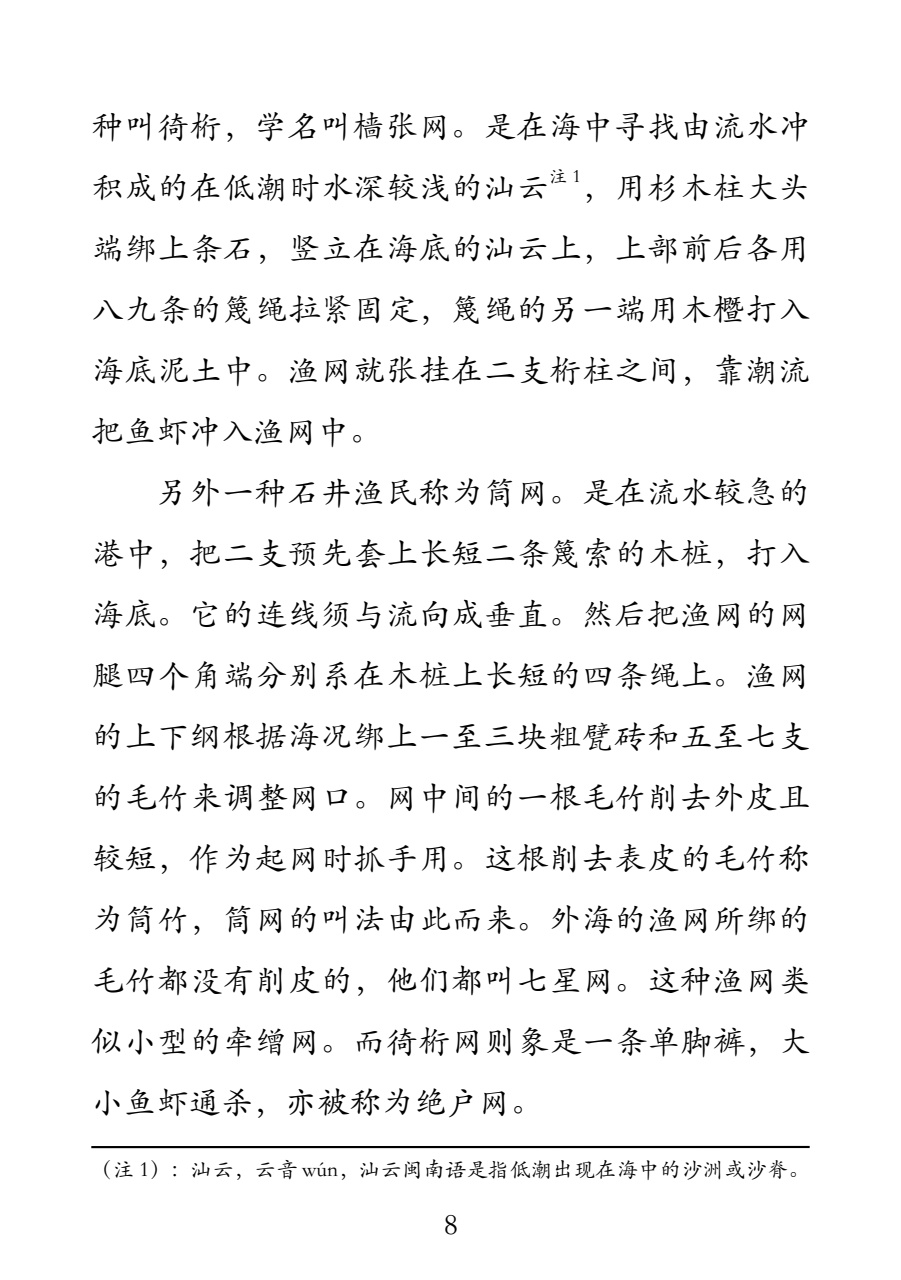 种叫徛桁，学名叫樯张网。是在海中寻找由流水冲
积成的在低潮时水深较浅的汕云注1，用杉木柱大头
端绑上条石，竖立在海底的汕云上，上部前后各用
八九条的篾绳拉紧固定，篾绳的另一端用木橛打入
海底泥土中。渔网就张挂在二支桁柱之间，靠潮流
把鱼虾冲入渔网中。
另外一种石井渔民称为筒网。是在流水较急的
港中，把二支预先套上长短二条篾索的木桩，打入
海底。它的连线须与流向成垂直。然后把渔网的网
腿四个角端分别系在木桩上长短的四条绳上。渔网
的上下纲根据海况绑上一至三块粗甓砖和五至七支
的毛竹来调整网口。网中间的一根毛竹削去外皮且
较短，作为起网时抓手用。这根削去表皮的毛竹称
为筒竹，筒网的叫法由此而来。外海的渔网所绑的
毛竹都没有削皮的，他们都叫七星网。这种渔网类
似小型的牵缯网。而徛桁网则象是一条单脚裤，大
小鱼虾通杀，亦被称为绝户网。
（注1）：汕云，云音wún，汕云闽南语是指低潮出现在海中的沙洲或沙脊。
8